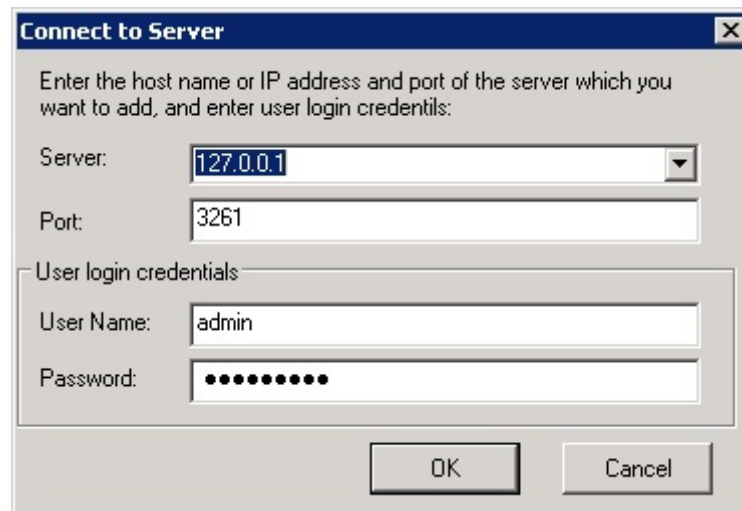 Connect to Server
Enter the host name or IP address and port of the server which you
want to add, and enter user login credentils:
Server: 127.0.0.1
Port: 3261
User login credentials
User Name: admin
Password: ●●●●●●●●●
OK Cancel